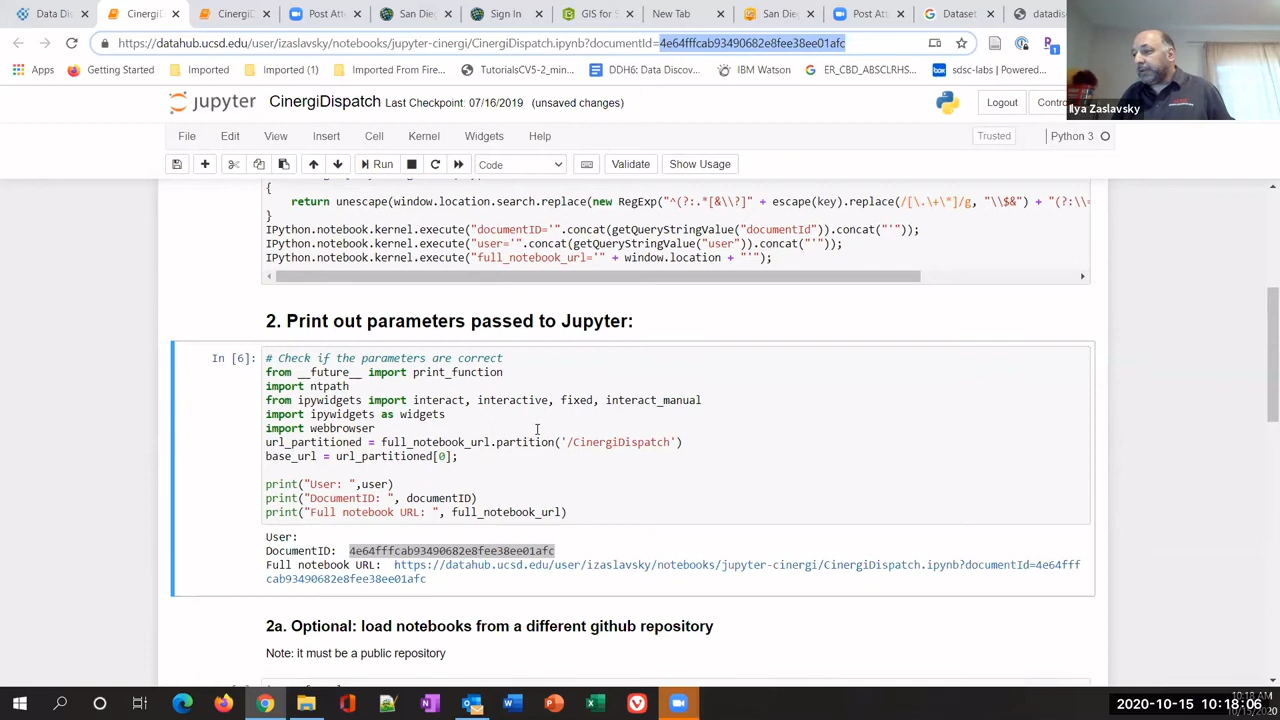 Data Dis
CinergiD
CinergiD
Post Atte
San Dieg
Sign In
GIS for S
New Tab
San Dieg
Post Atte
Dataset
datadisc
https://datahub.ucsd.edu/user/izaslavsky/notebooks/jupyter-cinergi/CinergiDispatch.ipynb?documentId=4e64fffcab93490682e8fee38ee01afc
Apps
Getting Started
Imported
Imported (1)
Imported From Fire...
TutorialsCV5-2_min...
DDH6: Data Discov...
IBM Watson
ER_CBD_ABSCLRHS...
sdsc-labs | Powered...
Ilya Zaslavsky
jupyter CinergiDispatch Last Checkpoint: 07/16/2019 (unsaved changes)
Logout
Contro
File Edit View Insert Cell Kernel Widgets Help
Trusted
Python 3
Run
Code
Validate
Show Usage
{
return unescape(window.location.search.replace(new RegExp("^(?:.*[&\\?]" + escape(key).replace(/[\.\+\*]/g, "\\$&") + "(?:\\=
}
IPython.notebook.kernel.execute("documentID='".concat(getQueryStringValue("documentId")).concat("'"));
IPython.notebook.kernel.execute("user='".concat(getQueryStringValue("user")).concat("'"));
IPython.notebook.kernel.execute("full_notebook_url='" + window.location + "'");
2. Print out parameters passed to Jupyter:
In [6]:
# Check if the parameters are correct
from __future__ import print_function
import ntpath
from ipywidgets import interact, interactive, fixed, interact_manual
import ipywidgets as widgets
import webbrowser
url_partitioned = full_notebook_url.partition('/CinergiDispatch')
base_url = url_partitioned[0];
print("User: ",user)
print("DocumentID: ", documentID)
print("Full notebook URL: ", full_notebook_url)
User:
DocumentID: 4e64fffcab93490682e8fee38ee01afc
Full notebook URL: https://datahub.ucsd.edu/user/izaslavsky/notebooks/jupyter-cinergi/CinergiDispatch.ipynb?documentId=4e64fff
cab93490682e8fee38ee01afc
2a. Optional: load notebooks from a different github repository
Note: it must be a public repository
10:18 AM
2020-10-15 10:18:06